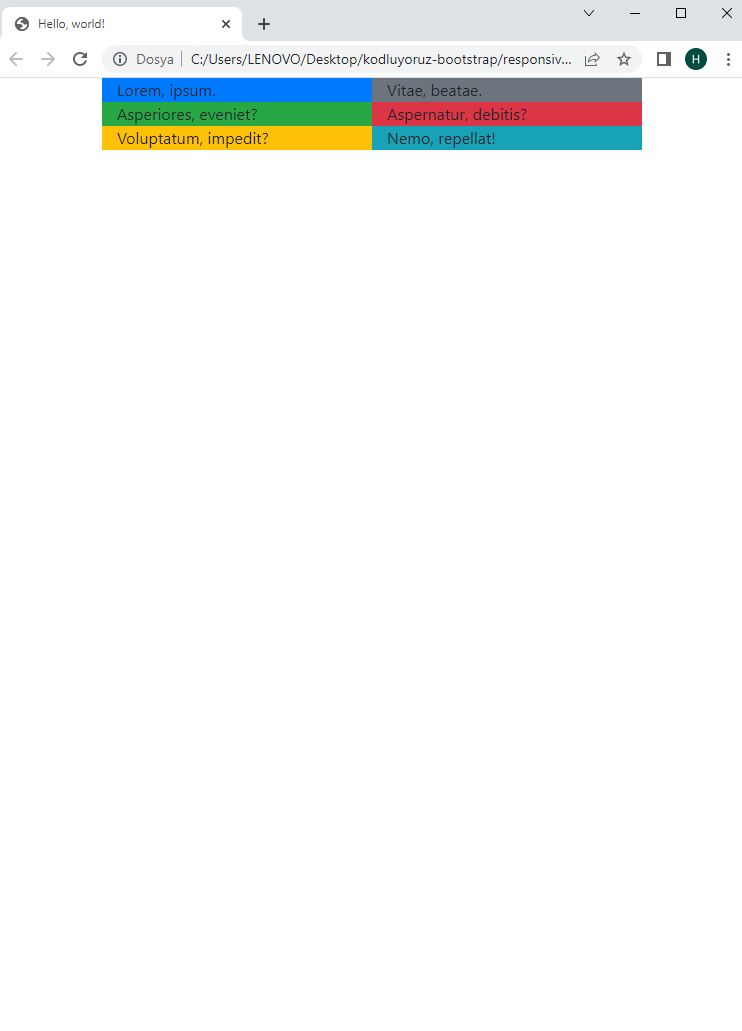 Hello, world!
Dosya C:/Users/LENOVO/Desktop/kodluyoruz-bootstrap/responsiv...
H
Lorem, ipsum. Vitae, beatae.
Asperiores, eveniet? Aspernatur, debitis?
Voluptatum, impedit? Nemo, repellat!